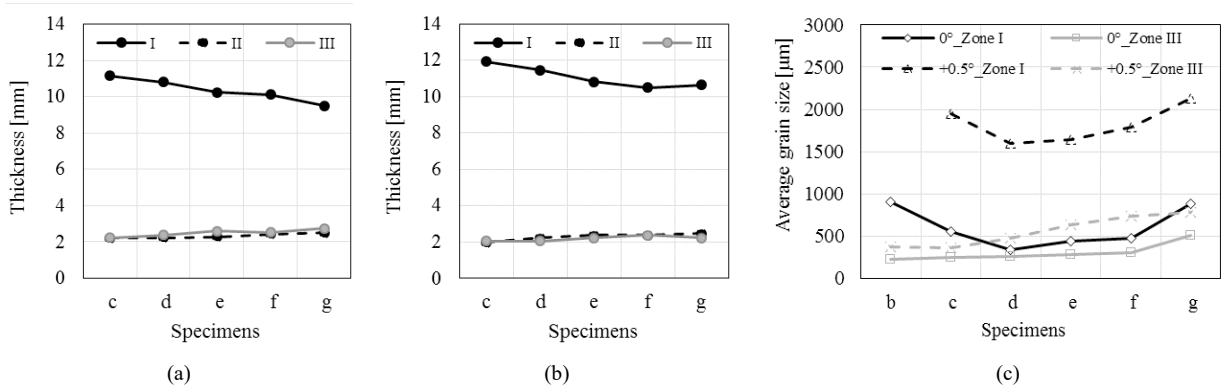 14
12
10
8
6
4
2
0
Thickness [mm]
I II III
c d e f g
Specimens
(a)
14
12
10
8
6
4
2
0
Thickness [mm]
I II III
c d e f g
Specimens
(b)
3000
2500
2000
1500
1000
500
0
Average grain size [µm]
0°_Zone I 0°_Zone III
+0.5°_Zone I +0.5°_Zone III
b c d e f g
Specimens
(c)